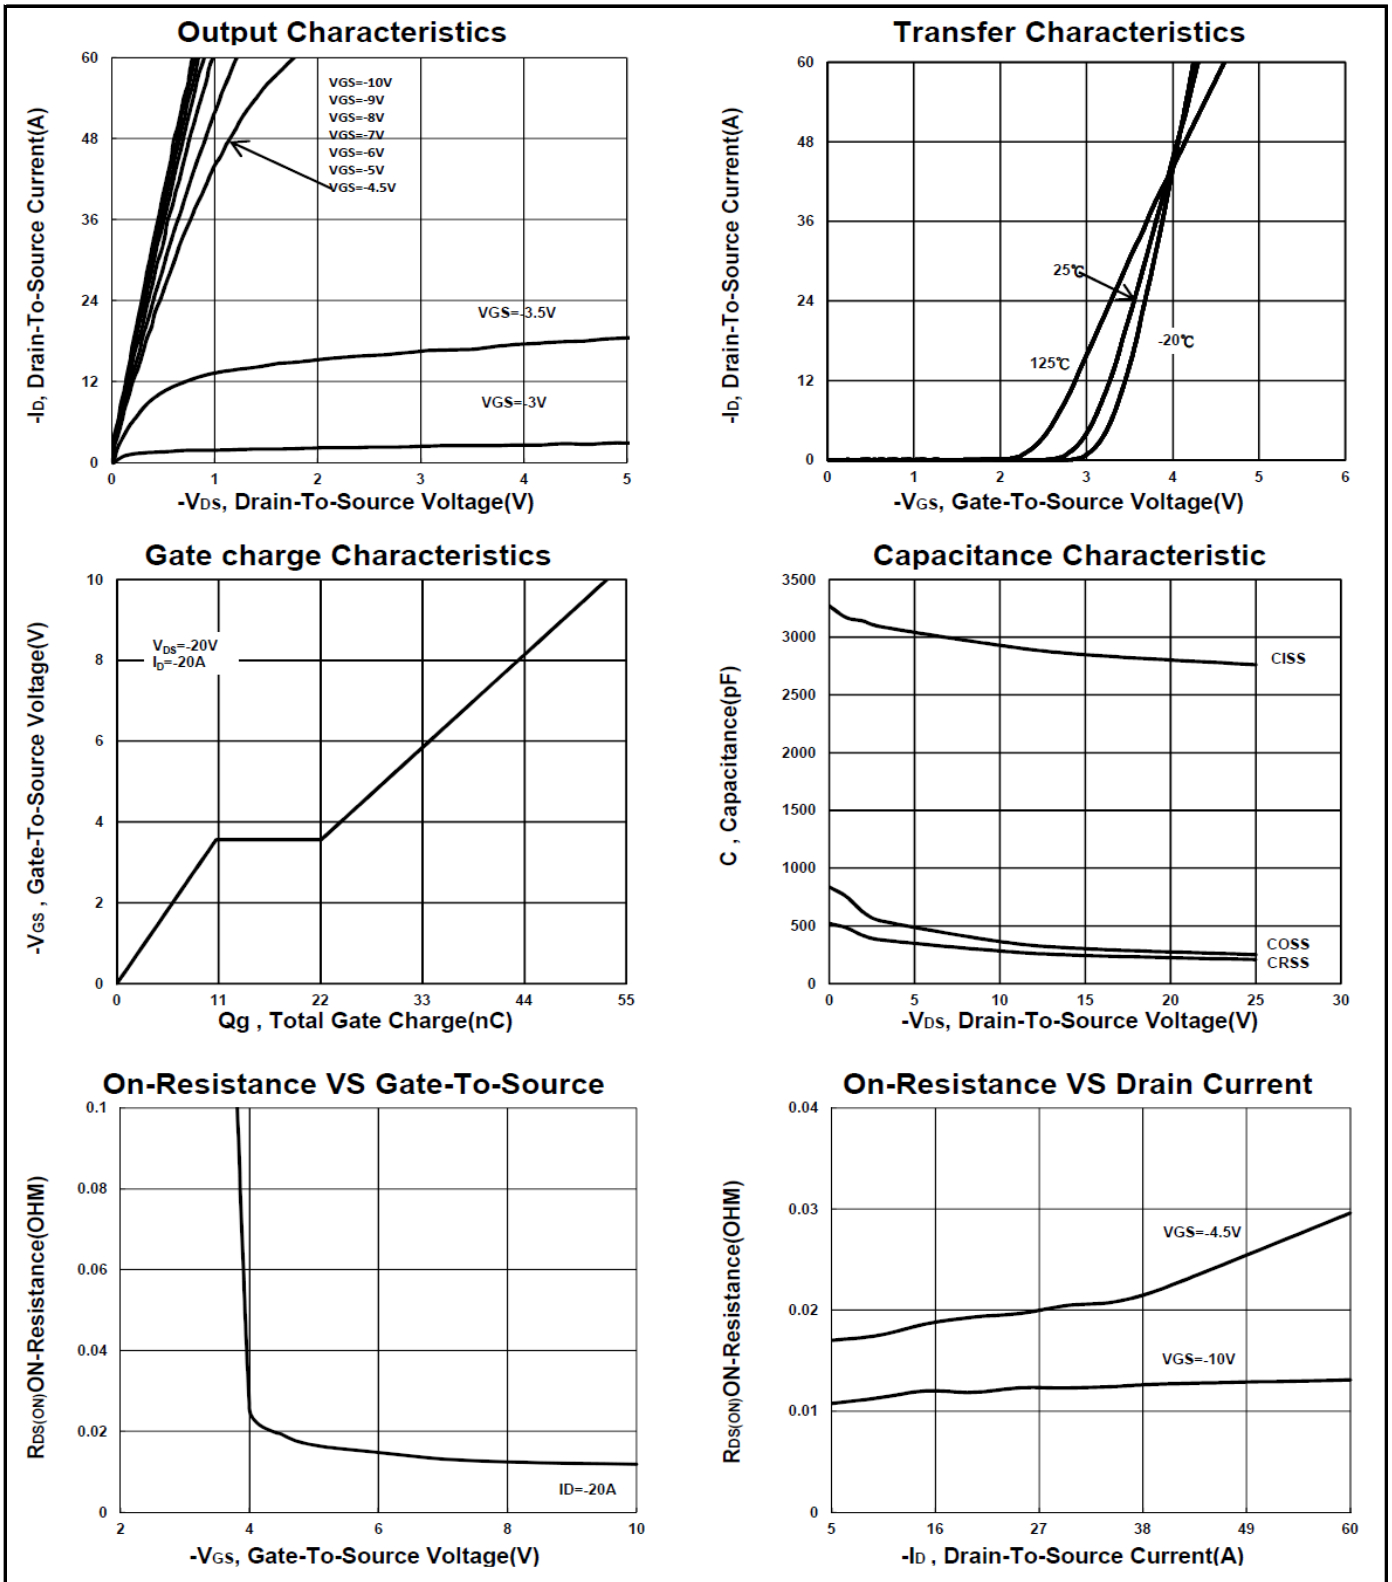 Output Characteristics
-ID, Drain-To-Source Current(A)
60
48
36
24
12
0
VGS=-10V
VGS=-9V
VGS=-8V
VGS=-7V
VGS=-6V
VGS=-5V
VGS=-4.5V
VGS=-3.5V
VGS=-3V
0 1 2 3 4 5
-VDS, Drain-To-Source Voltage(V)
Transfer Characteristics
-ID, Drain-To-Source Current(A)
60
48
36
24
12
0
25℃
-20℃
125℃
0 1 2 3 4 5 6
-VGS, Gate-To-Source Voltage(V)
Gate charge Characteristics
-VGS , Gate-To-Source Voltage(V)
10
8
6
4
2
0
VDS=-20V
ID=-20A
0 11 22 33 44 55
Qg , Total Gate Charge(nC)
Capacitance Characteristic
C , Capacitance(pF)
3500
3000
2500
2000
1500
1000
500
0
CISS
COSS
CRSS
0 5 10 15 20 25 30
-VDS, Drain-To-Source Voltage(V)
On-Resistance VS Gate-To-Source
RDS(ON)ON-Resistance(OHM)
0.1
0.08
0.06
0.04
0.02
0
ID=-20A
2 4 6 8 10
-VGS, Gate-To-Source Voltage(V)
On-Resistance VS Drain Current
RDS(ON)ON-Resistance(OHM)
0.04
0.03
0.02
0.01
0
VGS=-4.5V
VGS=-10V
5 16 27 38 49 60
-ID , Drain-To-Source Current(A)